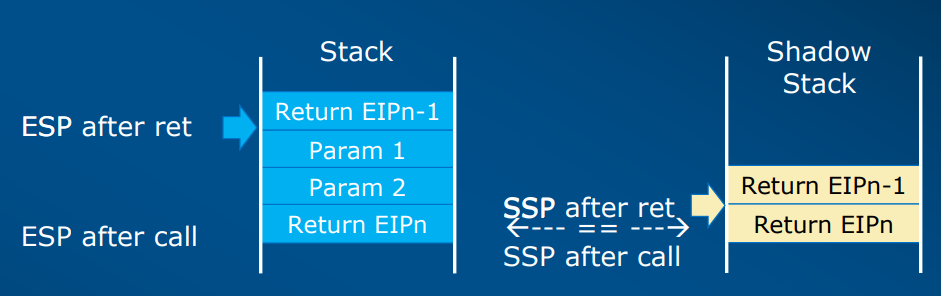 Stack
Shadow
Stack
Return EIPn-1
ESP after ret
Param 1
Param 2
Return EIPn-1
SSP after ret
Return EIPn
←---- == ----→
Return EIPn
ESP after call
SSP after call